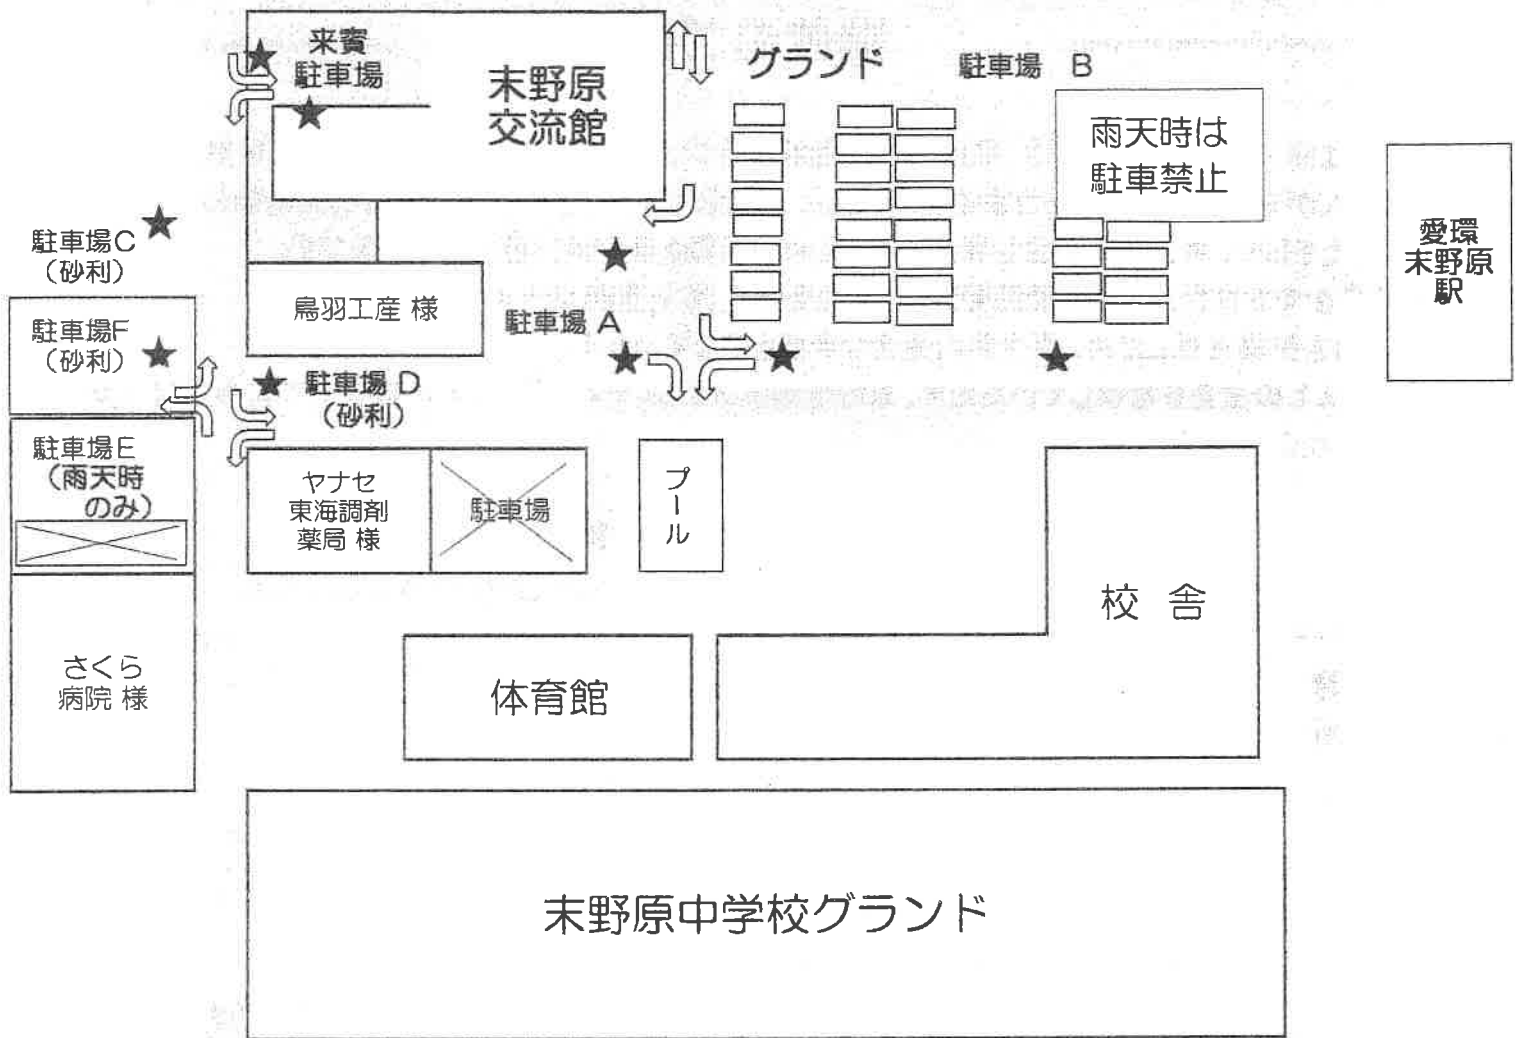 来賓
駐車場
末野原
交流館
グランド
駐車場 B
雨天時は
駐車禁止
愛環
末野原
駅
駐車場C
(砂利)
駐車場F
(砂利)
鳥羽工産 様
駐車場 A
駐車場 D
(砂利)
駐車場E
(雨天時
のみ)
ヤナセ
東海調剤
薬局 様
駐車場
プール
校 舎
さくら
病院 様
体育館
末野原中学校グランド